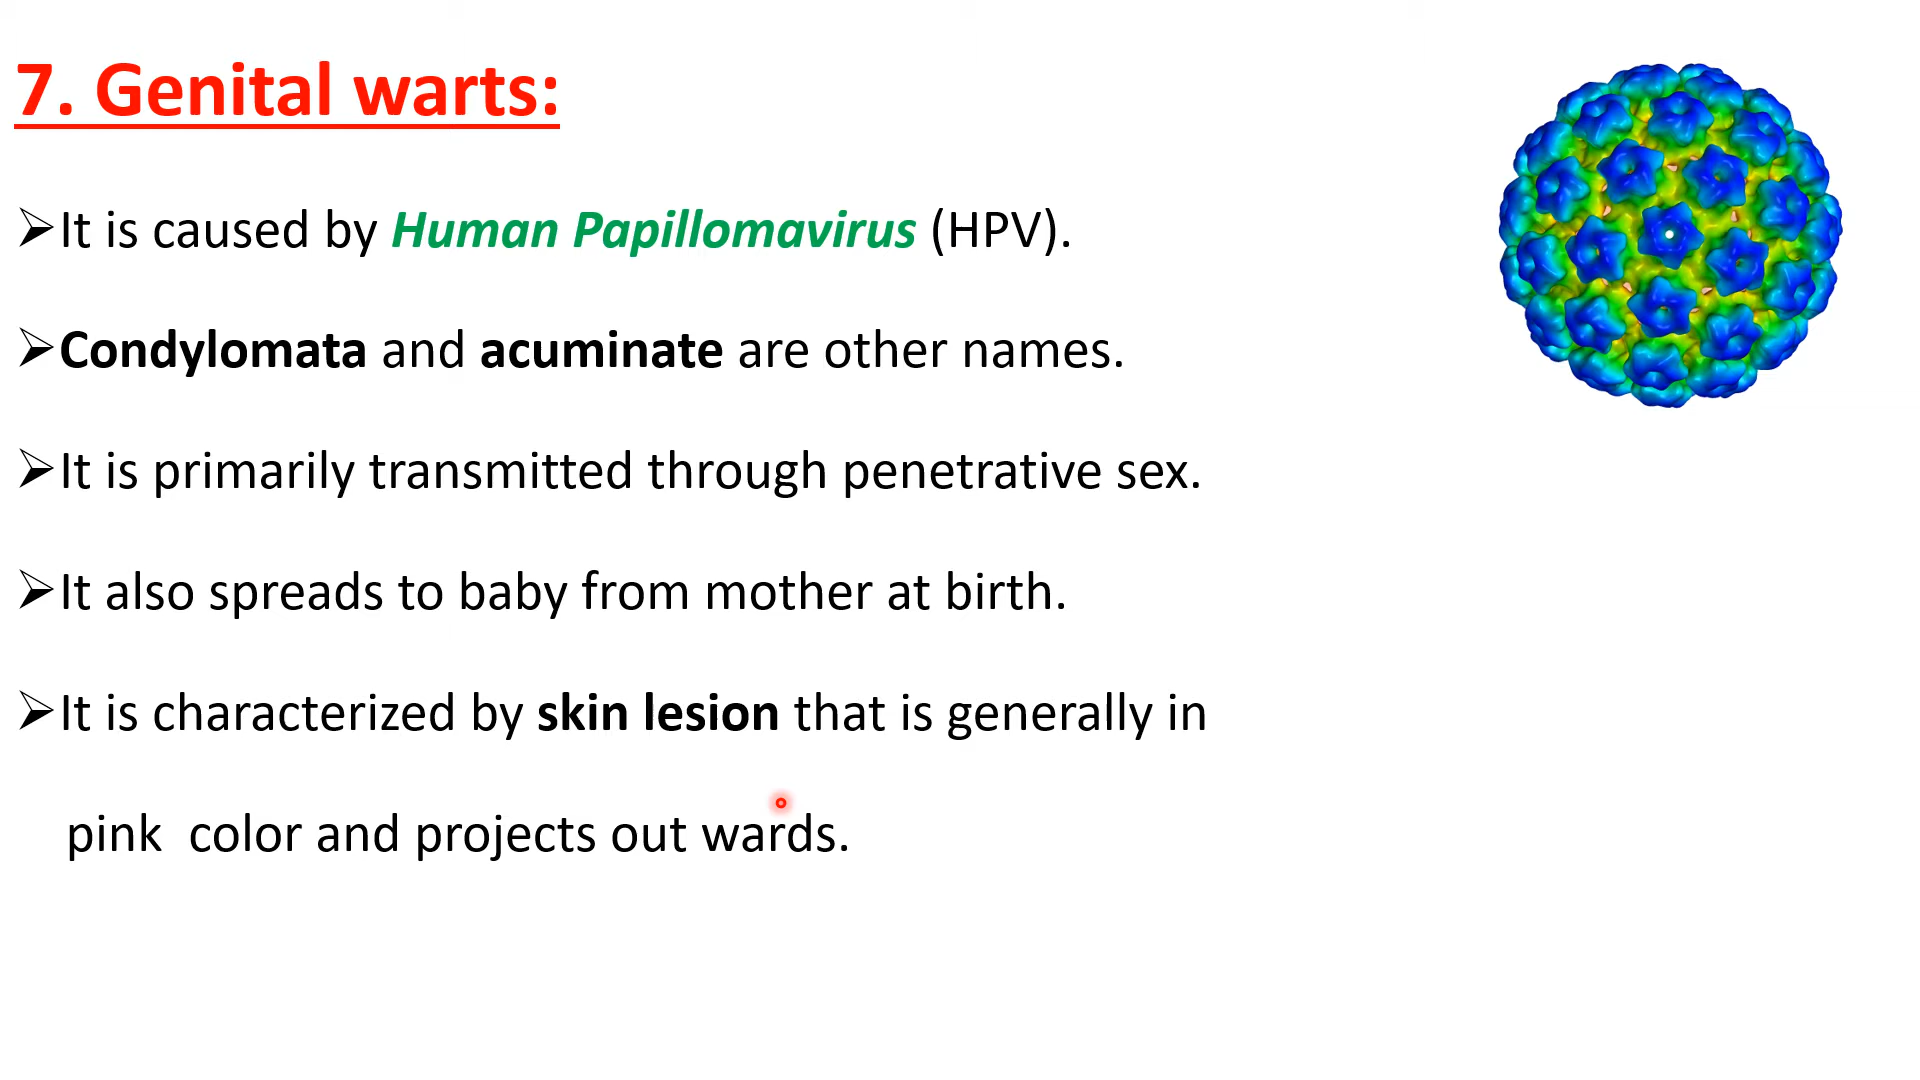 7. Genital warts:
➢It is caused by Human Papillomavirus (HPV).
➢Condylomata and acuminate are other names.
➢It is primarily transmitted through penetrative sex.
➢It also spreads to baby from mother at birth.
➢It is characterized by skin lesion that is generally in
pink  color and projects out wards.